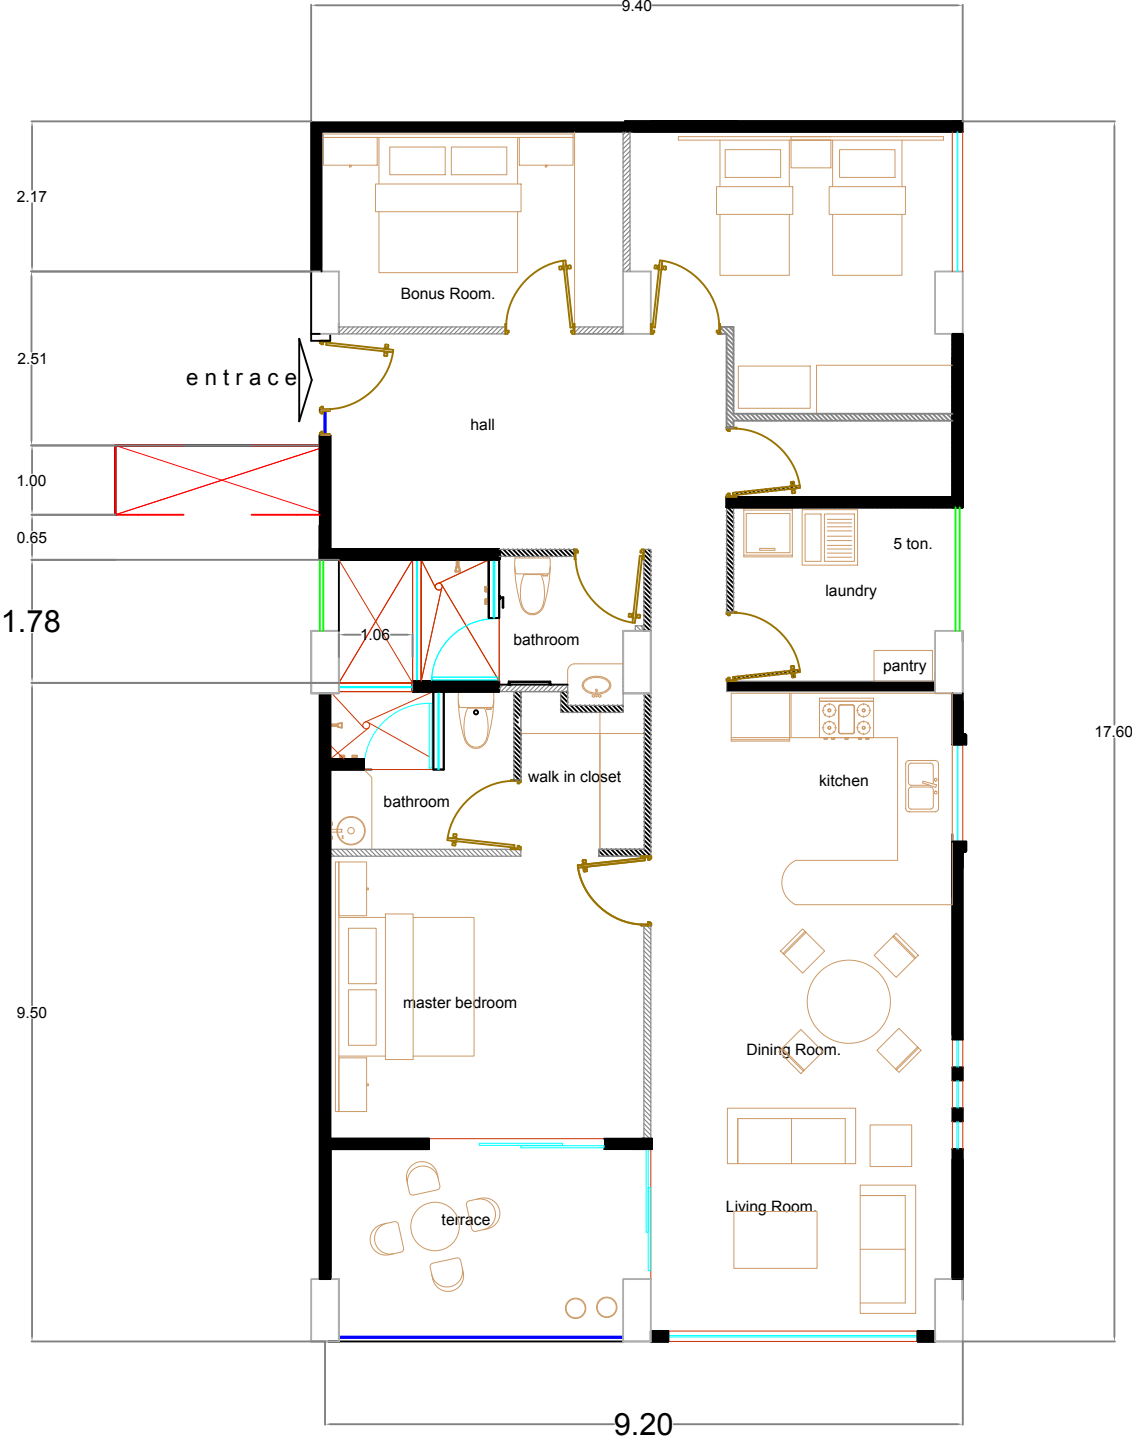 9.40
2.17
Bonus Room.
2.51
entrace
hall
1.00
0.65
5 ton.
laundry
1.78
1.06
bathroom
pantry
17.60
walk in closet
kitchen
bathroom
master bedroom
9.50
Dining Room.
Living Room.
terrace
9.20